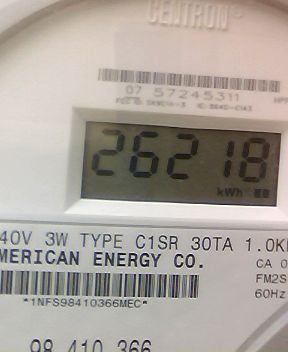 CENTRON®
07 57245311
26218
kWh
40V 3W TYPE C1SR 30TA 1.0K
MERICAN ENERGY CO.
CA 0
FM2S
*1NFS98410366MEC*
60Hz
98 410 366